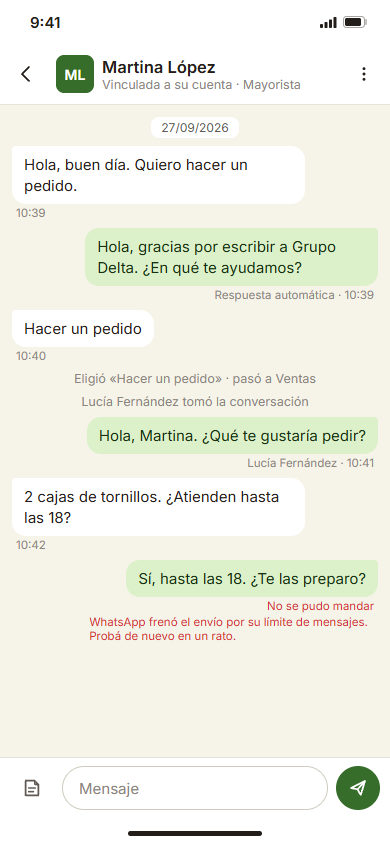 9:41
ML
Martina López
Vinculada a su cuenta · Mayorista
27/09/2026
Hola, buen día. Quiero hacer un
pedido.
10:39
Hola, gracias por escribir a Grupo
Delta. ¿En qué te ayudamos?
Respuesta automática · 10:39
Hacer un pedido
10:40
Eligió «Hacer un pedido» · pasó a Ventas
Lucía Fernández tomó la conversación
Hola, Martina. ¿Qué te gustaría pedir?
Lucía Fernández · 10:41
2 cajas de tornillos. ¿Atienden hasta
las 18?
10:42
Sí, hasta las 18. ¿Te las preparo?
No se pudo mandar
WhatsApp frenó el envío por su límite de mensajes.
Probá de nuevo en un rato.
Mensaje